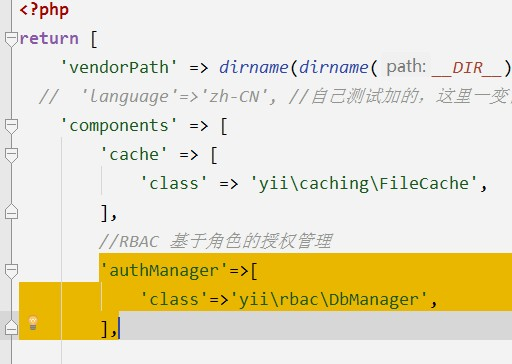 <?php
return [
'vendorPath' => dirname(dirname( path: __DIR__)
// 'language'=>'zh-CN', //自己测试加的，这里一变
'components' => [
'cache' => [
'class' => 'yii\caching\FileCache',
],
//RBAC 基于角色的授权管理
'authManager'=>[
'class'=>'yii\rbac\DbManager',
],